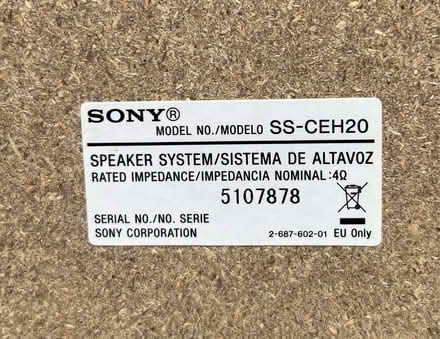 SONY®
MODEL NO./MODELO SS-CEH20
SPEAKER SYSTEM/SISTEMA DE ALTAVOZ
RATED IMPEDANCE/IMPEDANCIA NOMINAL:4Ω
5107878
SERIAL NO./NO. SERIE
SONY CORPORATION 2-687-602-01 EU Only